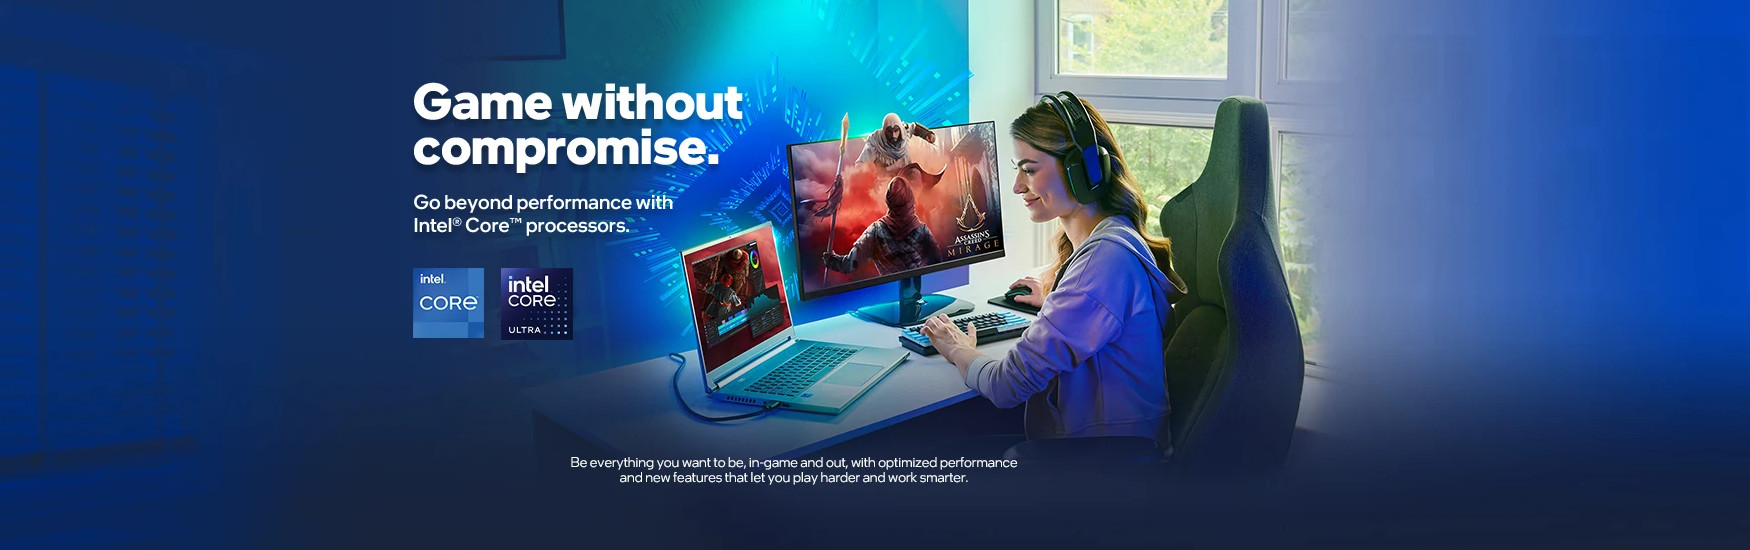 Game without
compromise.
Go beyond performance with
Intel® Core™ processors.
intel.
CORE
intel
CORE
ULTRA
ASSASSIN'S
CREED
MIRAGE
Be everything you want to be, in-game and out, with optimized performance
and new features that let you play harder and work smarter.